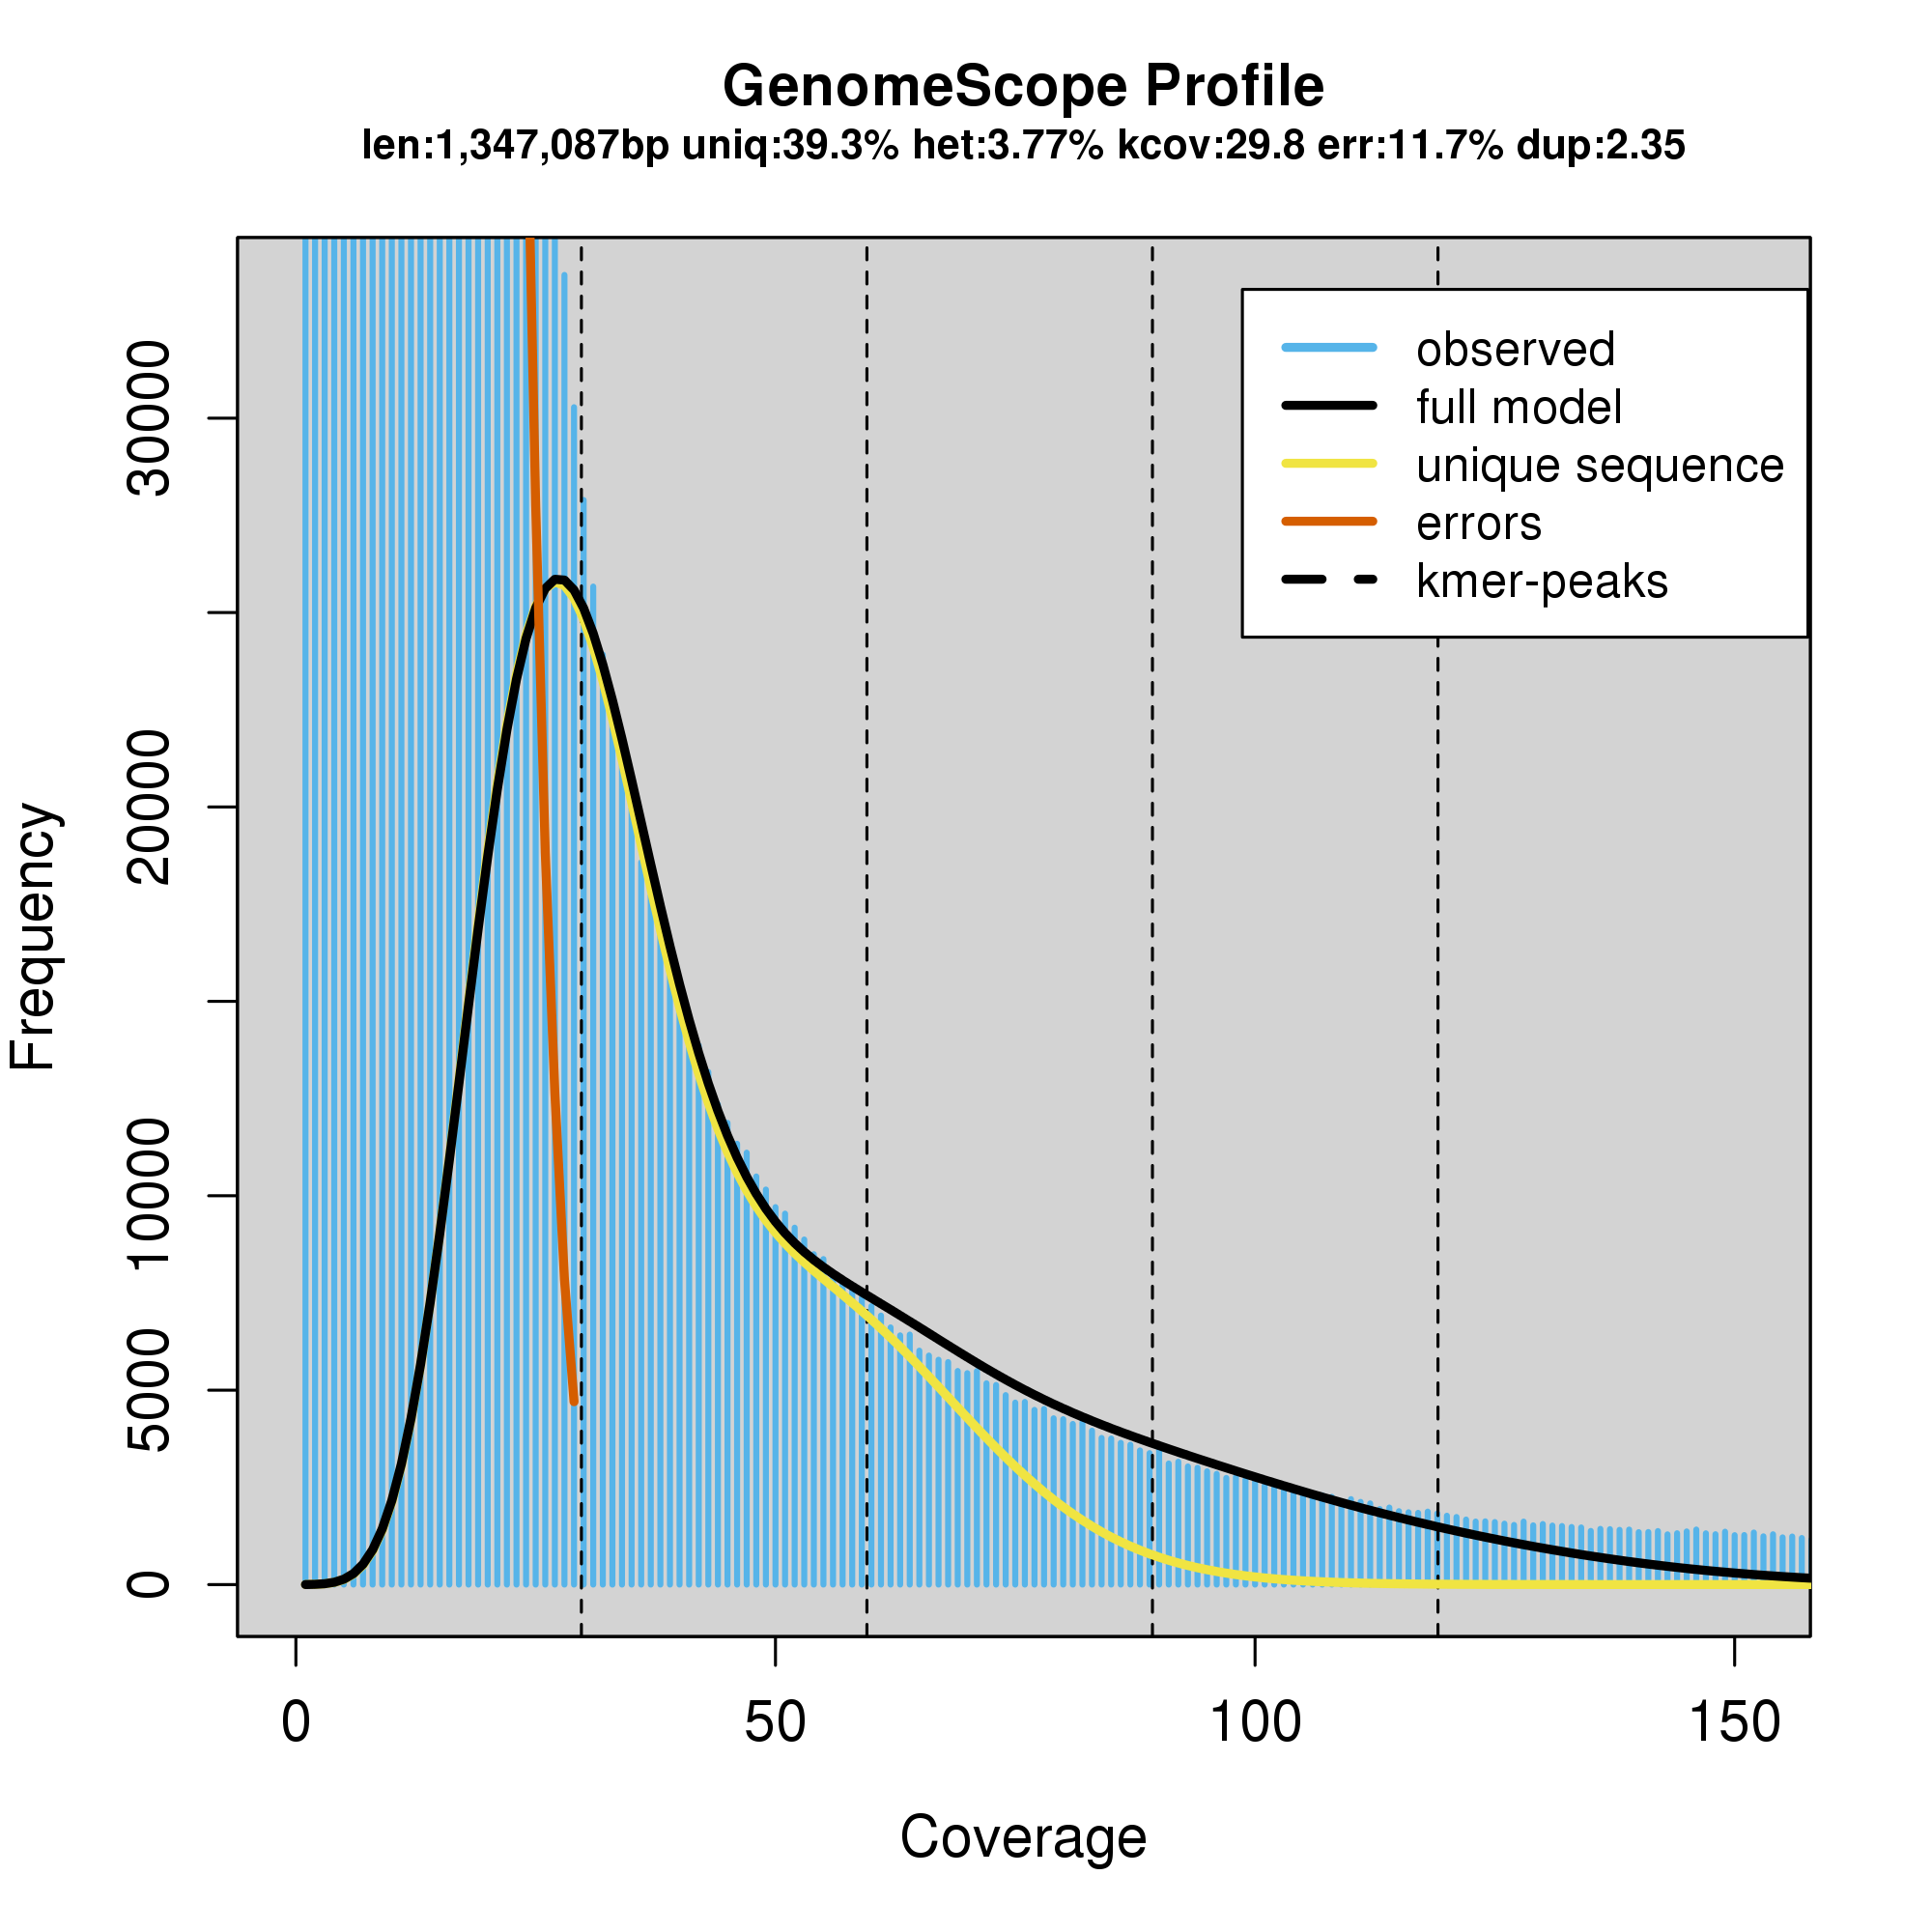 GenomeScope Profile
len:1,347,087bp uniq:39.3% het:3.77% kcov:29.8 err:11.7% dup:2.35
observed
full model
unique sequence
errors
kmer-peaks
Frequency
30000
20000
10000
5000
0
0 50 100 150
Coverage